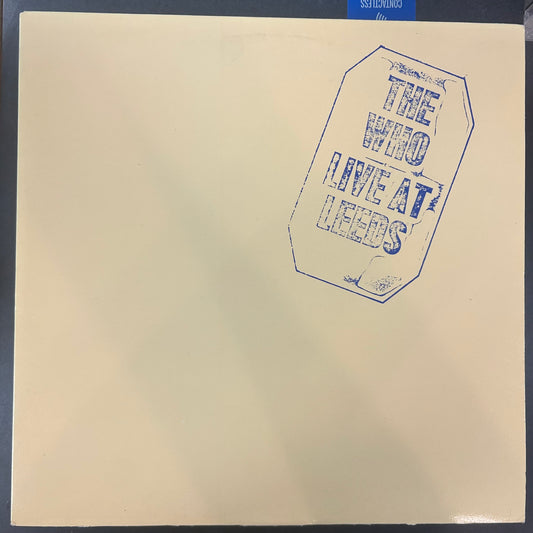 CONTACTLESS
THE
WHO
LIVE AT
LEEDS